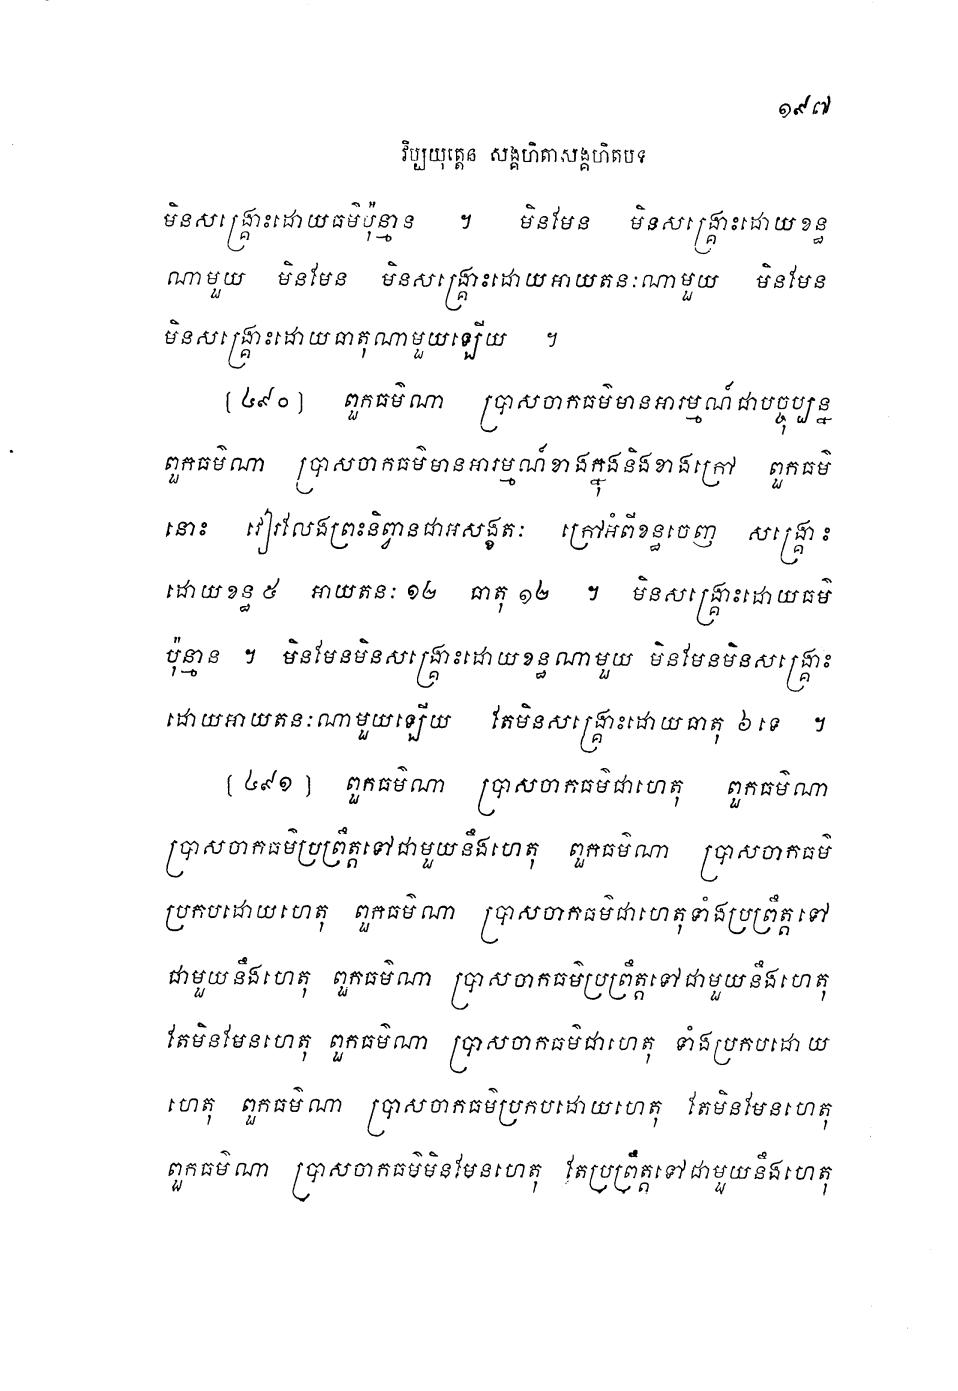 ១៩៧
វិប្បយុត្តេន សង្គហិតាសង្គហិតបទ
មិនសង្គ្រោះដោយធម៌ប៉ុន្មាន ។ មិនមែន មិនសង្គ្រោះដោយខន្ធ
ណាមួយ មិនមែន មិនសង្គ្រោះដោយអាយតនៈណាមួយ មិនមែន
មិនសង្គ្រោះដោយធាតុណាមួយឡើយ ។
[៤៩០] ពួកធម៌ណា ប្រាសចាកធម៌មានអារម្មណ៍ជាបច្ចុប្បន្ន
ពួកធម៌ណា ប្រាសចាកធម៌មានអារម្មណ៍ខាងក្នុងនិងខាងក្រៅ ពួកធម៌
នោះ វៀរលែងព្រះនិព្វានជាអសង្ខតៈ ក្រៅអំពីខន្ធចេញ សង្គ្រោះ
ដោយខន្ធ ៥ អាយតនៈ ១២ ធាតុ ១២ ។ មិនសង្គ្រោះដោយធម៌
ប៉ុន្មាន ។ មិនមែនមិនសង្គ្រោះដោយខន្ធណាមួយ មិនមែនមិនសង្គ្រោះ
ដោយអាយតនៈណាមួយឡើយ តែមិនសង្គ្រោះដោយធាតុ ៦ ទេ ។
[៤៩១] ពួកធម៌ណា ប្រាសចាកធម៌ជាហេតុ ពួកធម៌ណា
ប្រាសចាកធម៌ប្រព្រឹត្តទៅជាមួយនឹងហេតុ ពួកធម៌ណា ប្រាសចាកធម៌
ប្រកបដោយហេតុ ពួកធម៌ណា ប្រាសចាកធម៌ជាហេតុទាំងប្រព្រឹត្តទៅ
ជាមួយនឹងហេតុ ពួកធម៌ណា ប្រាសចាកធម៌ប្រព្រឹត្តទៅជាមួយនឹងហេតុ
តែមិនមែនហេតុ ពួកធម៌ណា ប្រាសចាកធម៌ជាហេតុ ទាំងប្រកបដោយ
ហេតុ ពួកធម៌ណា ប្រាសចាកធម៌ប្រកបដោយហេតុ តែមិនមែនហេតុ
ពួកធម៌ណា ប្រាសចាកធម៌មិនមែនហេតុ តែប្រព្រឹត្តទៅជាមួយនឹងហេតុ